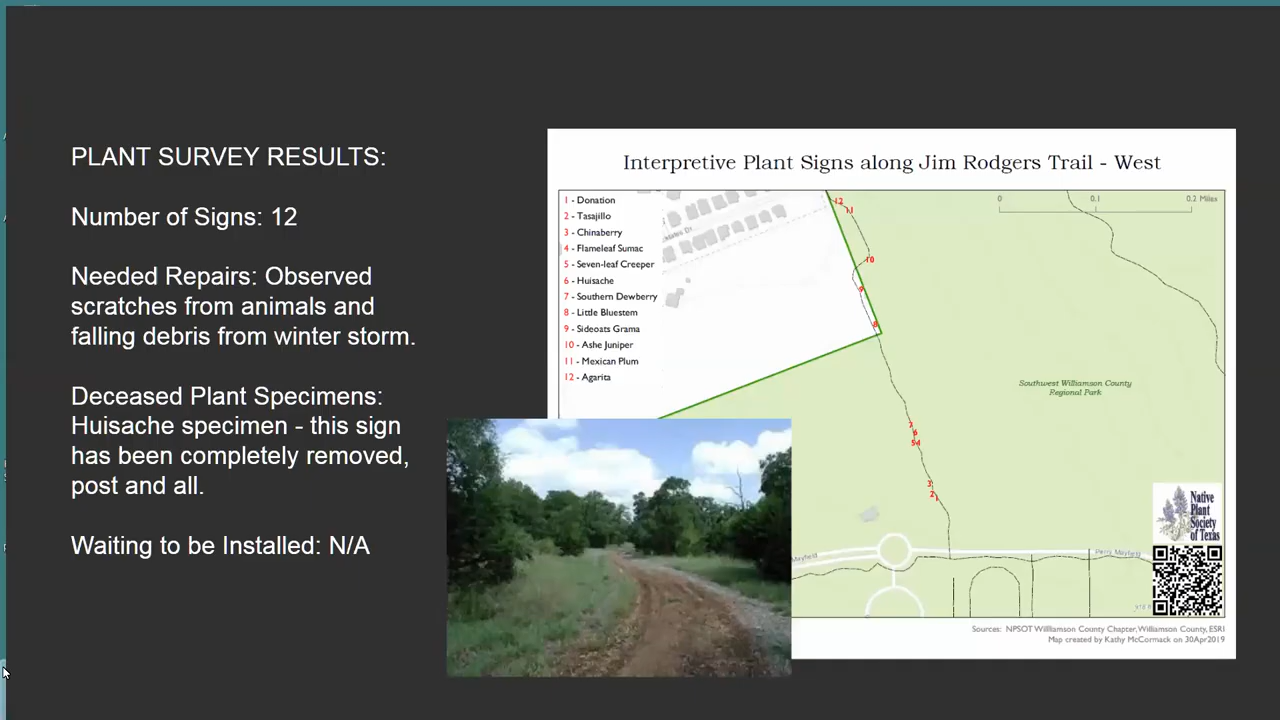 PLANT SURVEY RESULTS:
Number of Signs: 12
Needed Repairs: Observed
scratches from animals and
falling debris from winter storm.
Deceased Plant Specimens:
Huisache specimen - this sign
has been completely removed,
post and all.
Waiting to be Installed: N/A
Interpretive Plant Signs along Jim Rodgers Trail - West
1 - Donation
2 - Tasajillo
3 - Chinaberry
4 - Flameleaf Sumac
5 - Seven-leaf Creeper
6 - Huisache
7 - Southern Dewberry
8 - Little Bluestem
9 - Sideoats Grama
10 - Ashe Juniper
11 - Mexican Plum
12 - Agarita
0 0.1 0.2 Miles
12
11
10
9
8
7
6
5 4
3
2 1
Southwest Williamson County
Regional Park
Mayfield
Perry Mayfield
Native
Plant
Society
of Texas
Sources: NPSOT Willliamson County Chapter, Williamson County, ESRI
Map created by Kathy McCormack on 30Apr2019